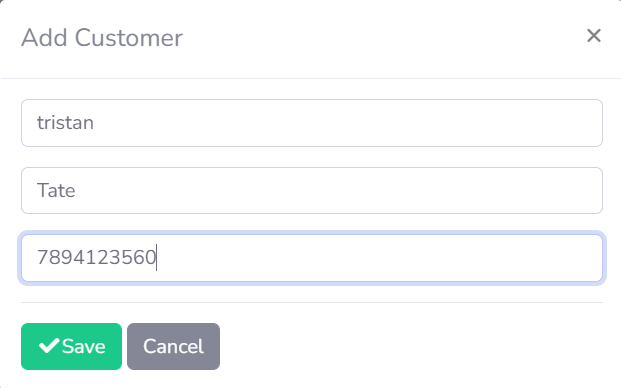 Add Customer
tristan
Tate
7894123560
Save Cancel